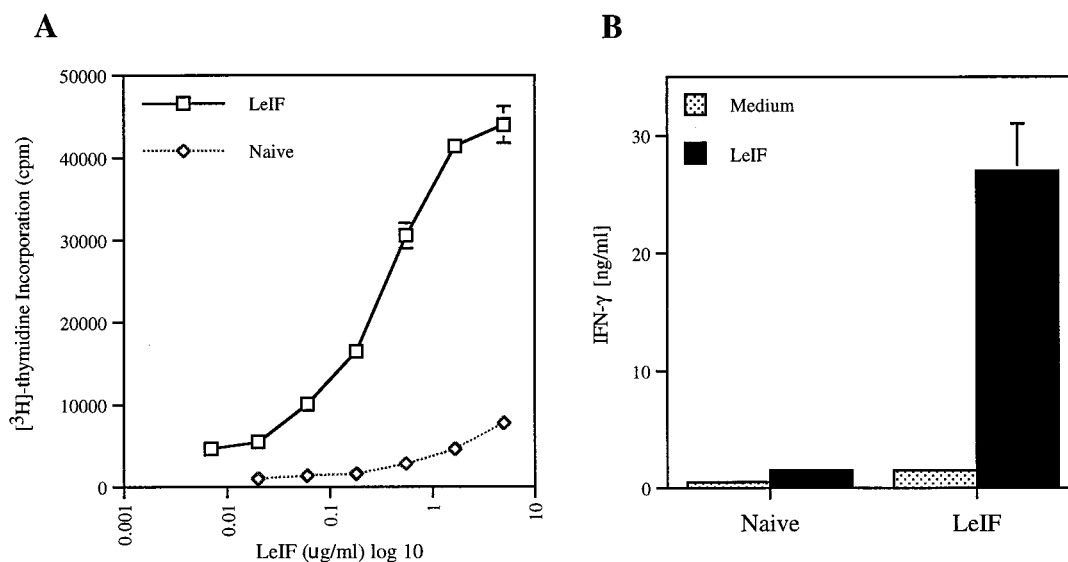 A
[³H]-thymidine Incorporation (cpm)
50000
40000
30000
20000
10000
0
LeIF
Naive
0.001
0.01
0.1
1
10
LeIF (ug/ml) log 10
B
IFN-γ [ng/ml]
30
20
10
0
Medium
LeIF
Naive
LeIF